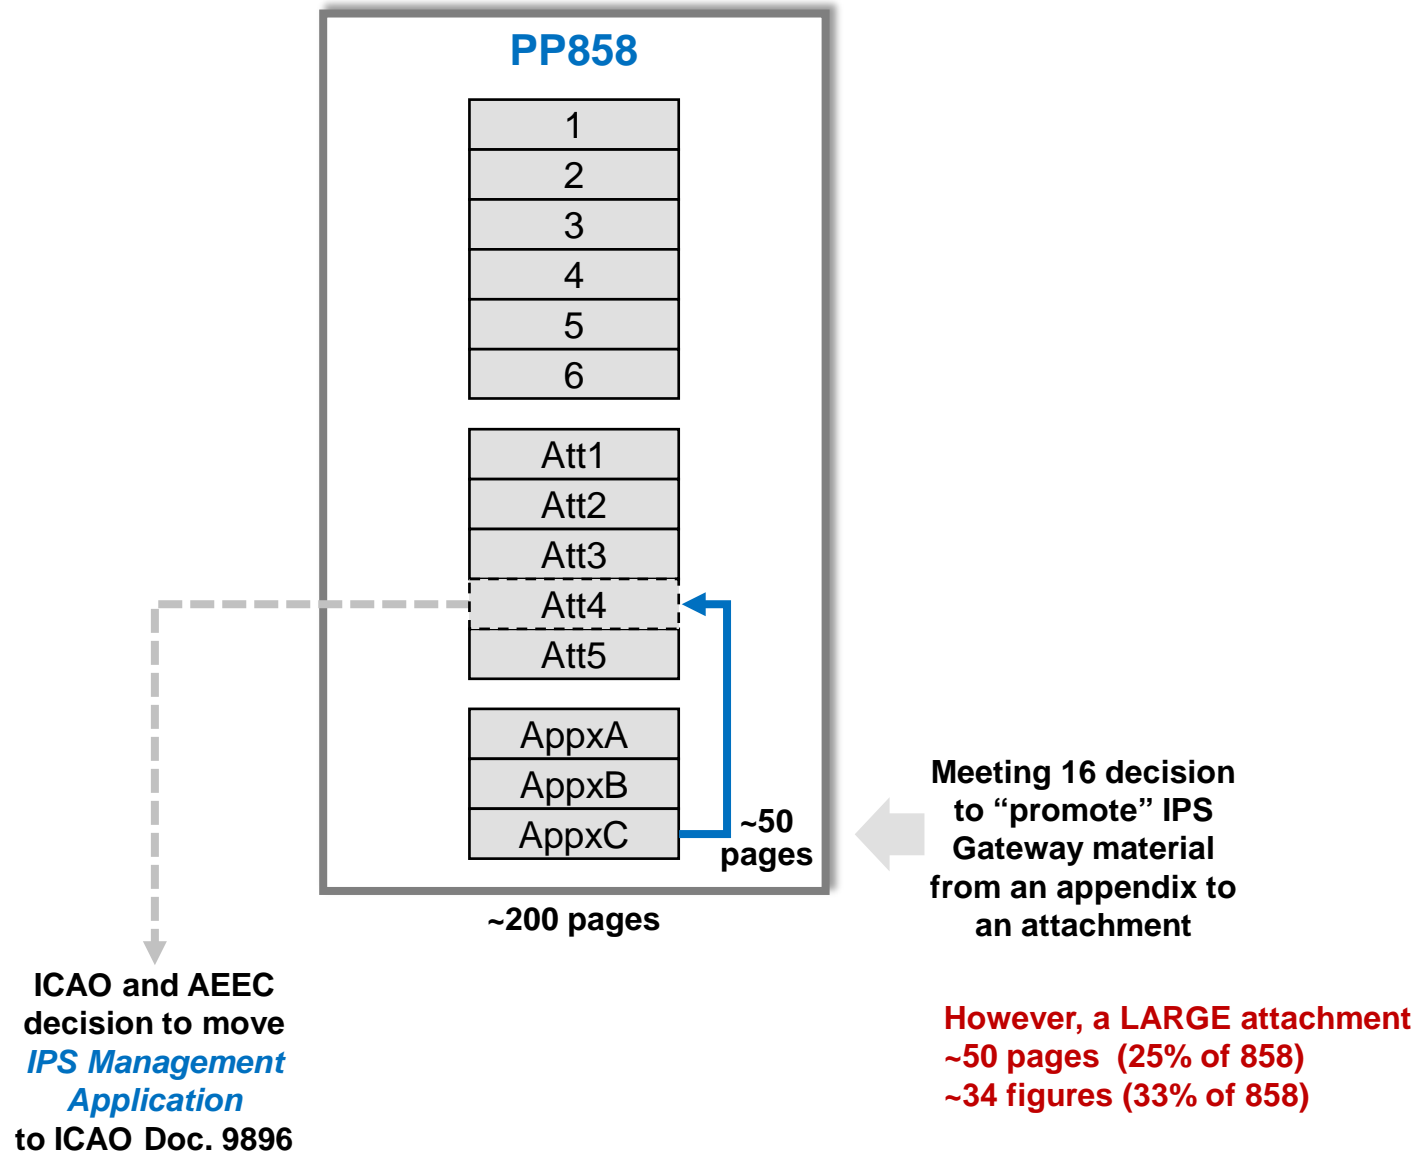 PP858
1
2
3
4
5
6
Att1
Att2
Att3
Att4
Att5
AppxA
AppxB
AppxC
~50
pages
~200 pages
ICAO and AEEC
decision to move
IPS Management
Application
to ICAO Doc. 9896
Meeting 16 decision
to “promote” IPS
Gateway material
from an appendix to
an attachment
However, a LARGE attachment
~50 pages (25% of 858)
~34 figures (33% of 858)